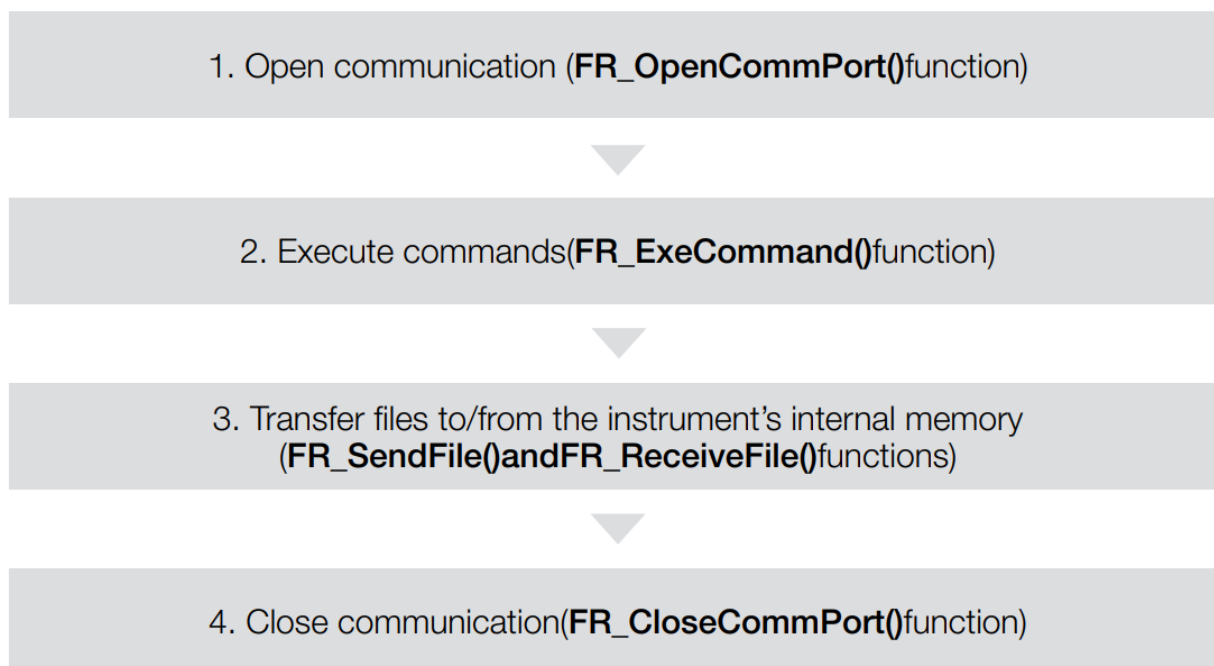 1. Open communication (FR_OpenCommPort()function)
2. Execute commands(FR_ExeCommand()function)
3. Transfer files to/from the instrument’s internal memory
(FR_SendFile()andFR_ReceiveFile()functions)
4. Close communication(FR_CloseCommPort()function)